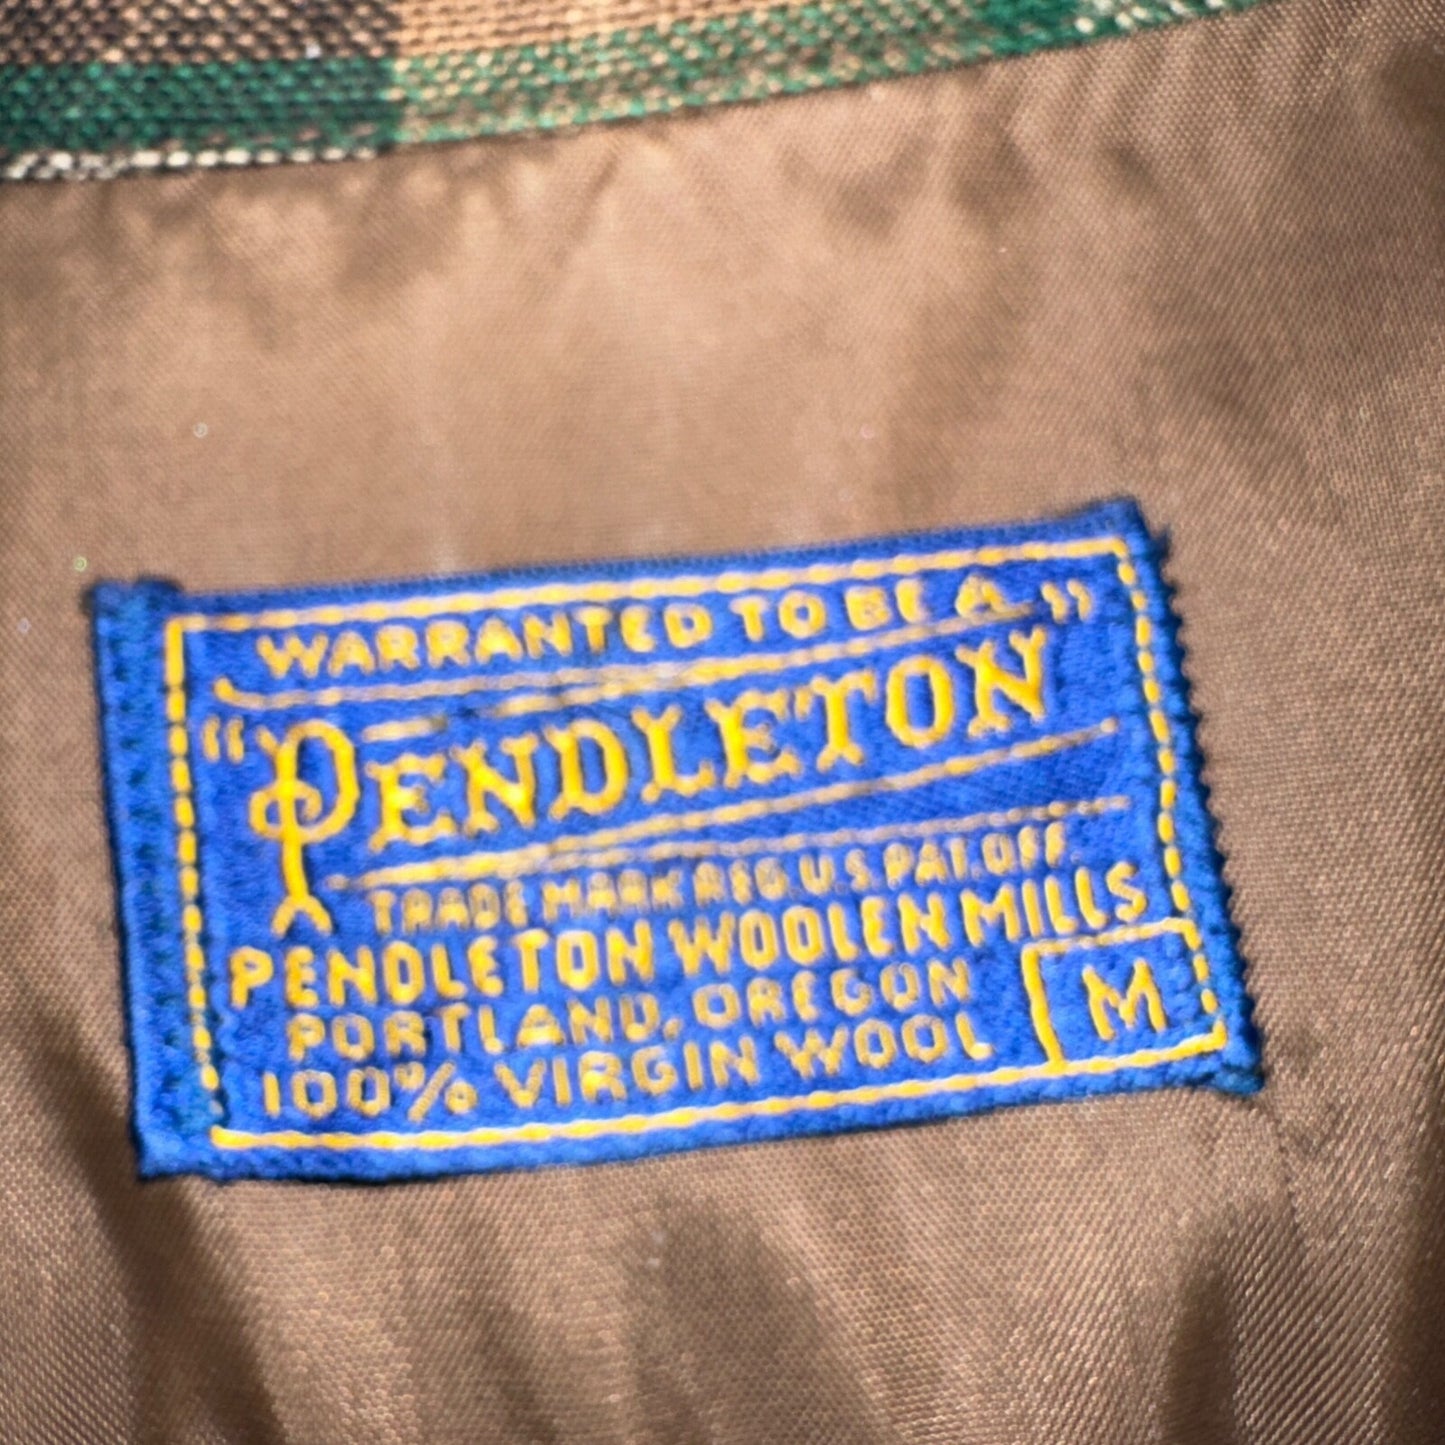 WARRANTED TO BE A
"PENDLETON"
TRADE MARK REG. U.S. PAT. OFF.
PENDLETON WOOLEN MILLS
PORTLAND, OREGON
100% VIRGIN WOOL
M